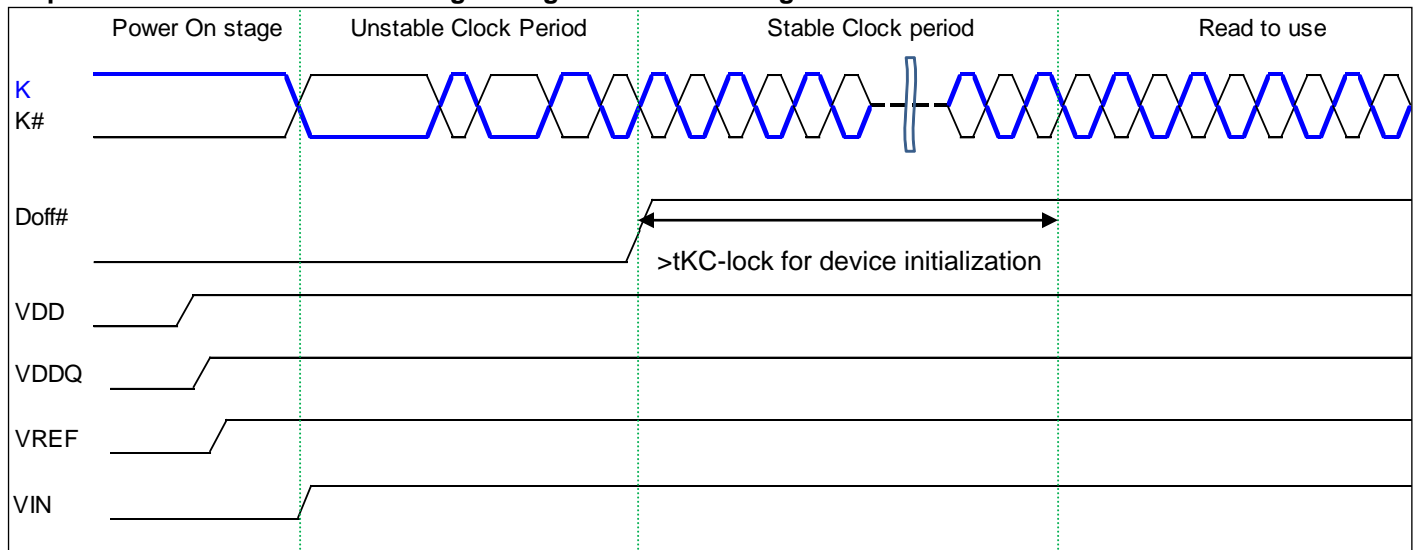 Power On stage Unstable Clock Period Stable Clock period Read to use
K
K#
Doff#
>tKC-lock for device initialization
VDD
VDDQ
VREF
VIN